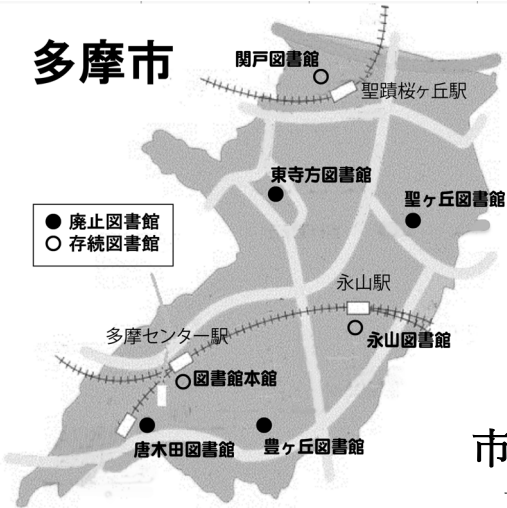 多摩市
関戸図書館
聖蹟桜ヶ丘駅
東寺方図書館
聖ヶ丘図書館
●廃止図書館
○存続図書館
永山駅
多摩センター駅
永山図書館
図書館本館
唐木田図書館
豊ヶ丘図書館
市